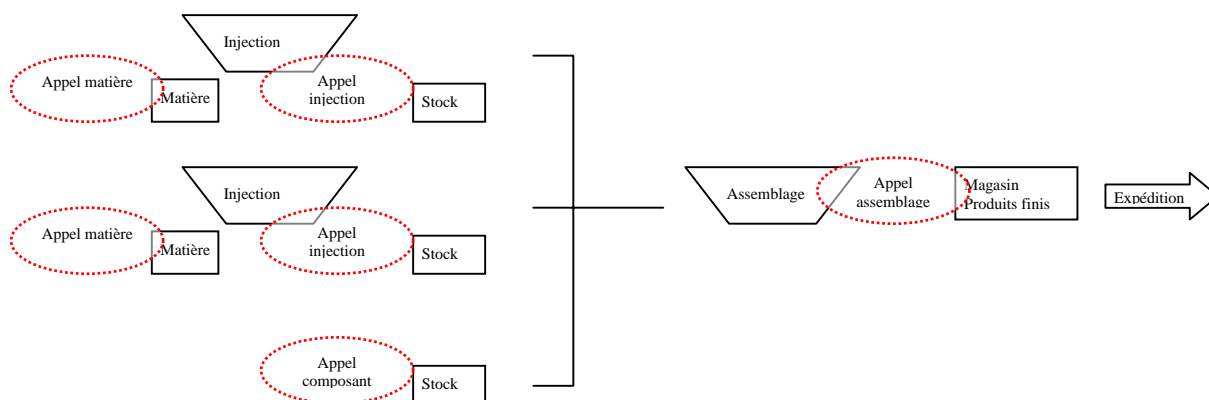 Injection
Appel matière
Matière
Appel
injection
Stock
Injection
Appel matière
Matière
Appel
injection
Stock
Appel
composant
Stock
Assemblage
Appel
assemblage
Magasin
Produits finis
Expédition